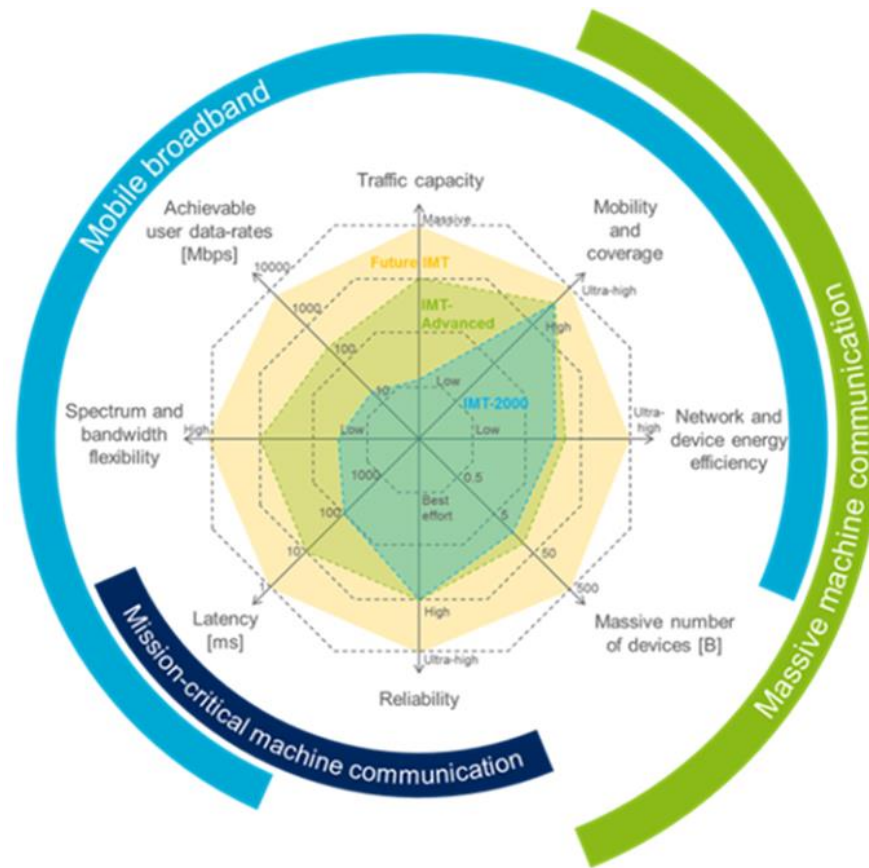 Mobile broadband
Massive machine communication
Mission-critical machine communication
Traffic capacity
Massive
Low
Mobility
and
coverage
Ultra-high
High
Network and
device energy
efficiency
Ultra-
high
Low
Massive number
of devices [B]
0.5
5
50
500
Reliability
Best
effort
High
Ultra-high
Latency
[ms]
1000
100
10
1
Spectrum and
bandwidth
flexibility
High
Low
Achievable
user data-rates
[Mbps]
10000
1000
100
10
Future IMT
IMT-
Advanced
IMT-2000